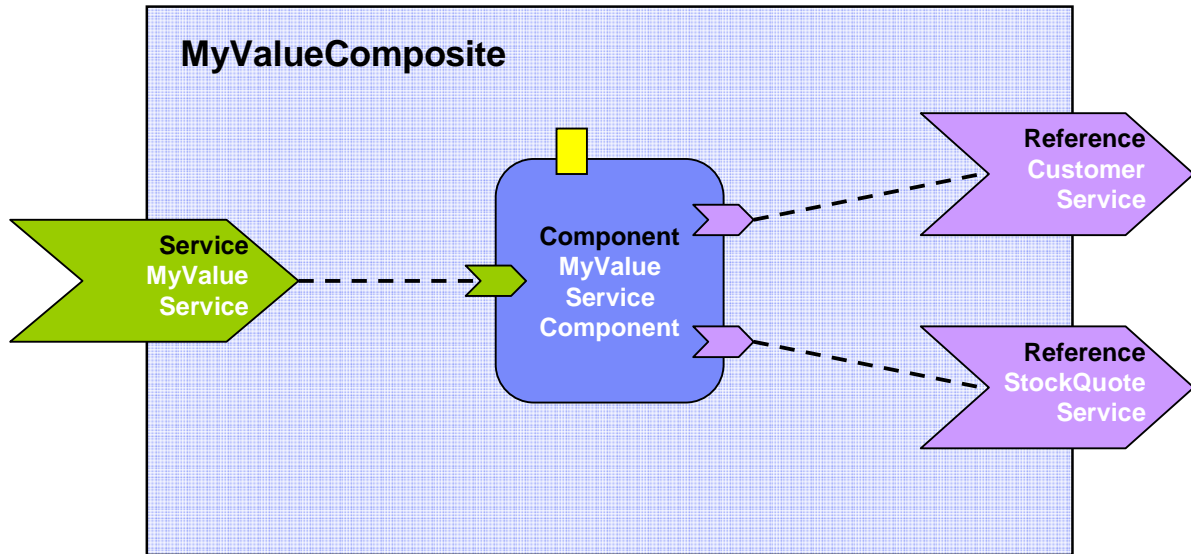 MyValueComposite
Service
MyValue
Service
Component
MyValue
Service
Component
Reference
Customer
Service
Reference
StockQuote
Service